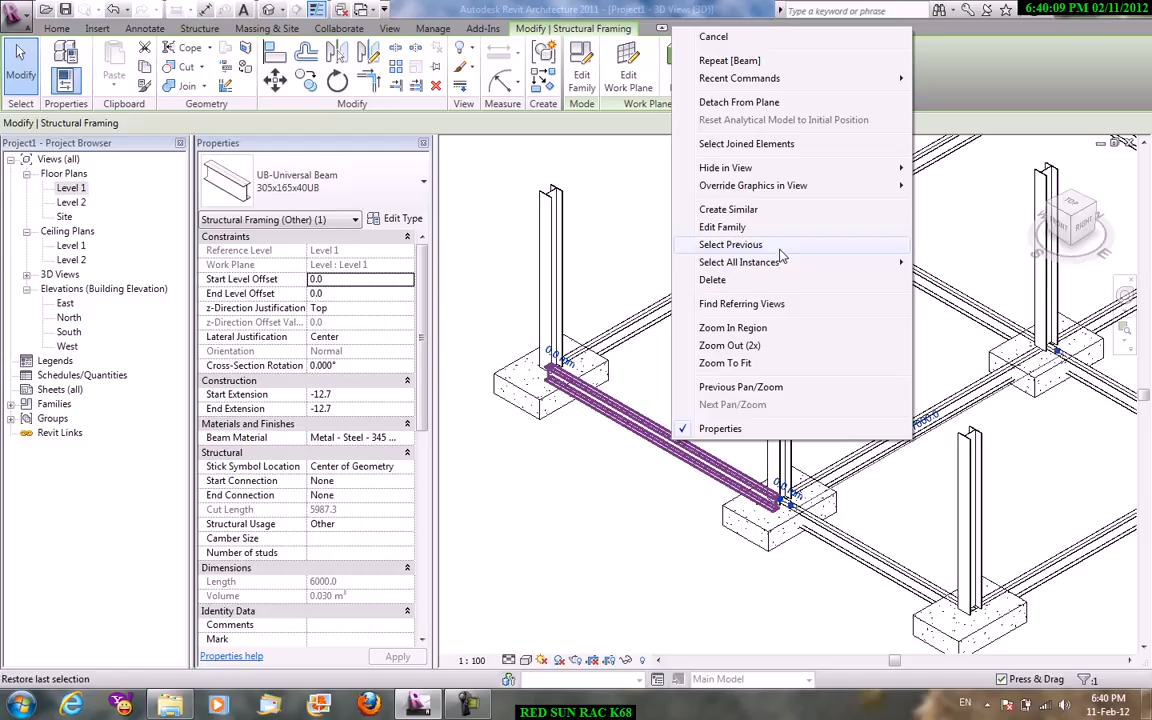 Autodesk Revit Architecture 2011 - [Project1 - 3D View: {3D}]
Type a keyword or phrase
6:40:09 PM 02/11/2012
Home
Insert
Annotate
Structure
Massing & Site
Collaborate
View
Manage
Add-Ins
Modify | Structural Framing
Modify
Paste
Cope
Cut
Join
Edit
Family
Edit
Work Plane
Select
Properties
Clipboard
Geometry
Modify
View
Measure
Create
Mode
Work Plane
Modify | Structural Framing
Project1 - Project Browser
Views (all)
Floor Plans
Level 1
Level 2
Site
Ceiling Plans
Level 1
Level 2
3D Views
Elevations (Building Elevation)
East
North
South
West
Legends
Schedules/Quantities
Sheets (all)
Families
Groups
Revit Links
Properties
UB-Universal Beam
305x165x40UB
Structural Framing (Other) (1)
Edit Type
Constraints
Reference Level Level 1
Work Plane Level : Level 1
Start Level Offset 0.0
End Level Offset 0.0
z-Direction Justification Top
z-Direction Offset Val... 0.0
Lateral Justification Center
Orientation Normal
Cross-Section Rotation 0.000°
Construction
Start Extension -12.7
End Extension -12.7
Materials and Finishes
Beam Material Metal - Steel - 345 ...
Structural
Stick Symbol Location Center of Geometry
Start Connection None
End Connection None
Cut Length 5987.3
Structural Usage Other
Camber Size
Number of studs
Dimensions
Length 6000.0
Volume 0.030 m³
Identity Data
Comments
Mark
Properties help
Apply
Cancel
Repeat [Beam]
Recent Commands
Detach From Plane
Reset Analytical Model to Initial Position
Select Joined Elements
Hide in View
Override Graphics in View
Create Similar
Edit Family
Select Previous
Select All Instances
Delete
Find Referring Views
Zoom In Region
Zoom Out (2x)
Zoom To Fit
Previous Pan/Zoom
Next Pan/Zoom
Properties
TOP
RIGHT
0.0 mm
0.0 mm
1 : 100
Restore last selection
Main Model
Press & Drag
:1
EN
6:40 PM
11-Feb-12
RED SUN RAC K68